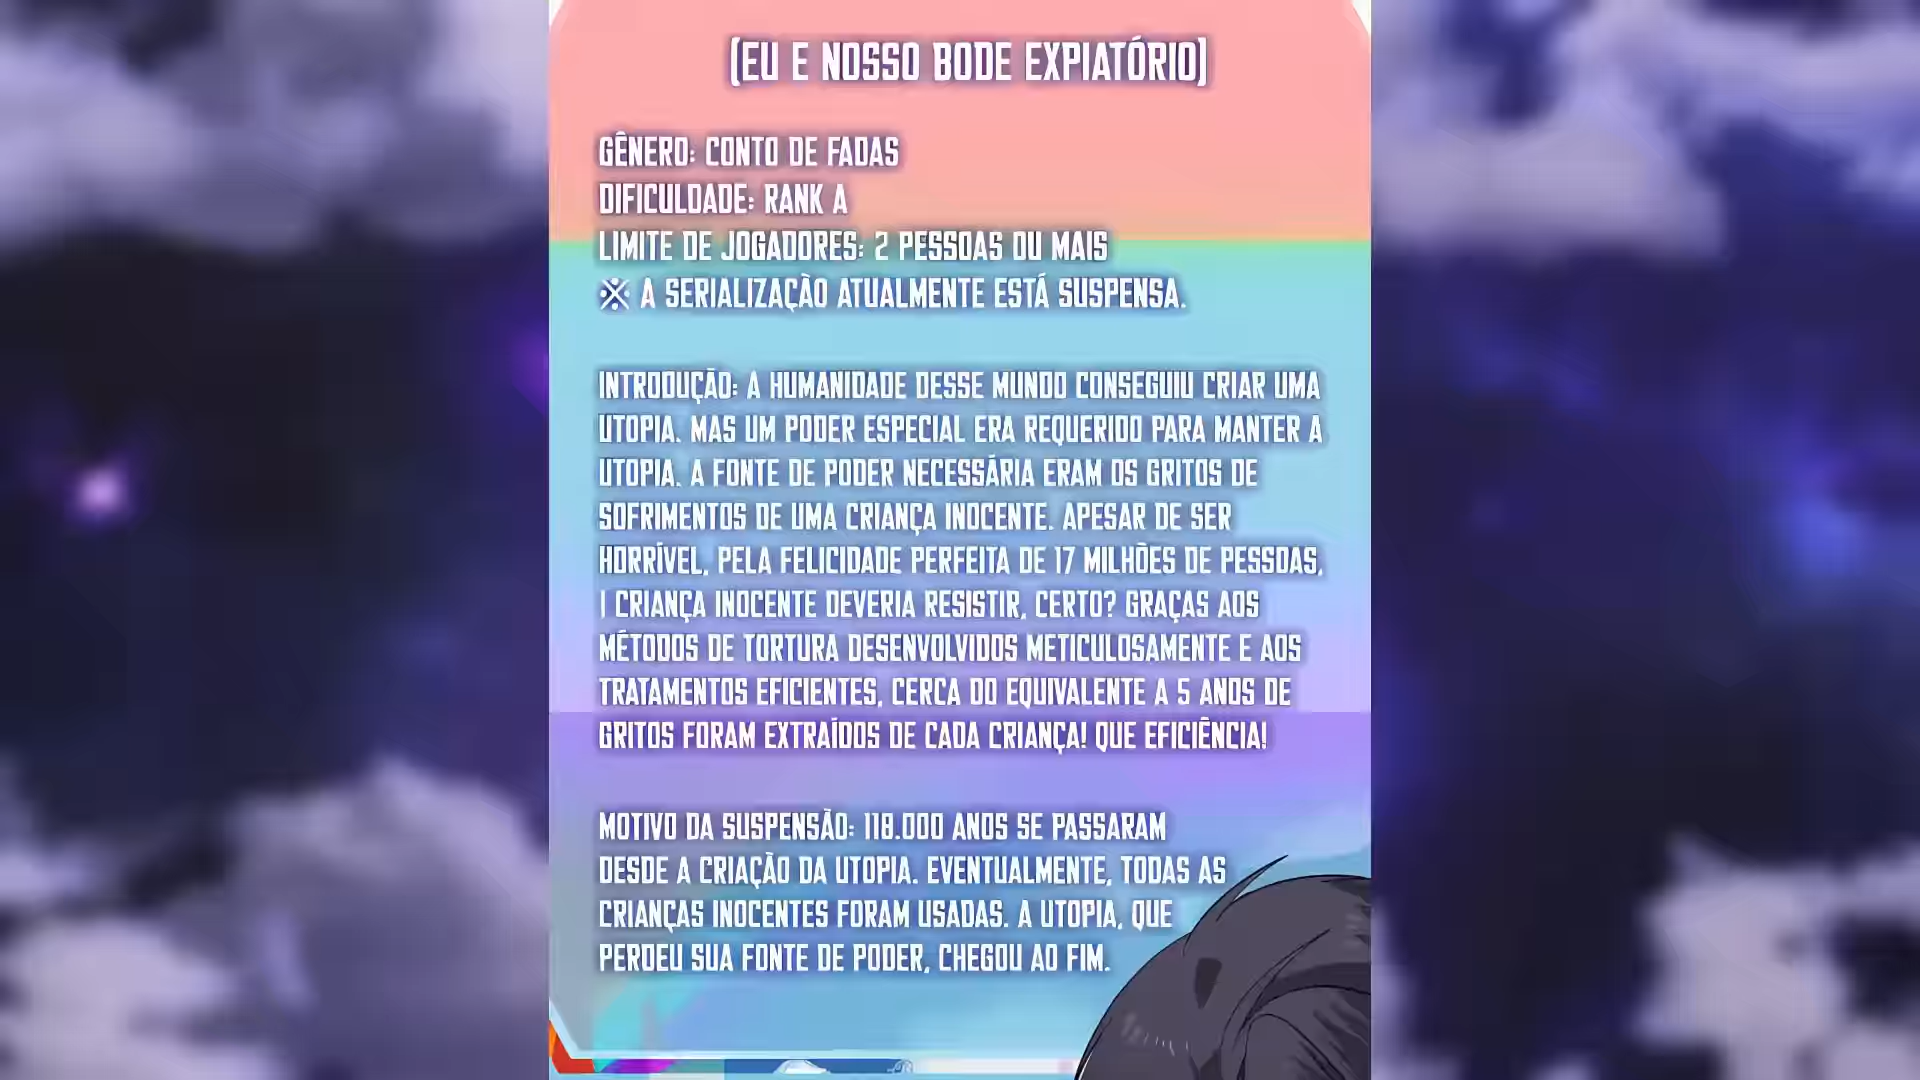 [EU E NOSSO BODE EXPIATÓRIO]
GÊNERO: CONTO DE FADAS
DIFICULDADE: RANK A
LIMITE DE JOGADORES: 2 PESSOAS OU MAIS
※ A SERIALIZAÇÃO ATUALMENTE ESTÁ SUSPENSA.
INTRODUÇÃO: A HUMANIDADE DESSE MUNDO CONSEGUIU CRIAR UMA
UTOPIA. MAS UM PODER ESPECIAL ERA REQUERIDO PARA MANTER A
UTOPIA. A FONTE DE PODER NECESSÁRIA ERAM OS GRITOS DE
SOFRIMENTOS DE UMA CRIANÇA INOCENTE. APESAR DE SER
HORRÍVEL, PELA FELICIDADE PERFEITA DE 17 MILHÕES DE PESSOAS,
1 CRIANÇA INOCENTE DEVERIA RESISTIR, CERTO? GRAÇAS AOS
MÉTODOS DE TORTURA DESENVOLVIDOS METICULOSAMENTE E AOS
TRATAMENTOS EFICIENTES, CERCA DO EQUIVALENTE A 5 ANOS DE
GRITOS FORAM EXTRAÍDOS DE CADA CRIANÇA! QUE EFICIÊNCIA!
MOTIVO DA SUSPENSÃO: 118.000 ANOS SE PASSARAM
DESDE A CRIAÇÃO DA UTOPIA. EVENTUALMENTE, TODAS AS
CRIANÇAS INOCENTES FORAM USADAS. A UTOPIA, QUE
PERDEU SUA FONTE DE PODER, CHEGOU AO FIM.